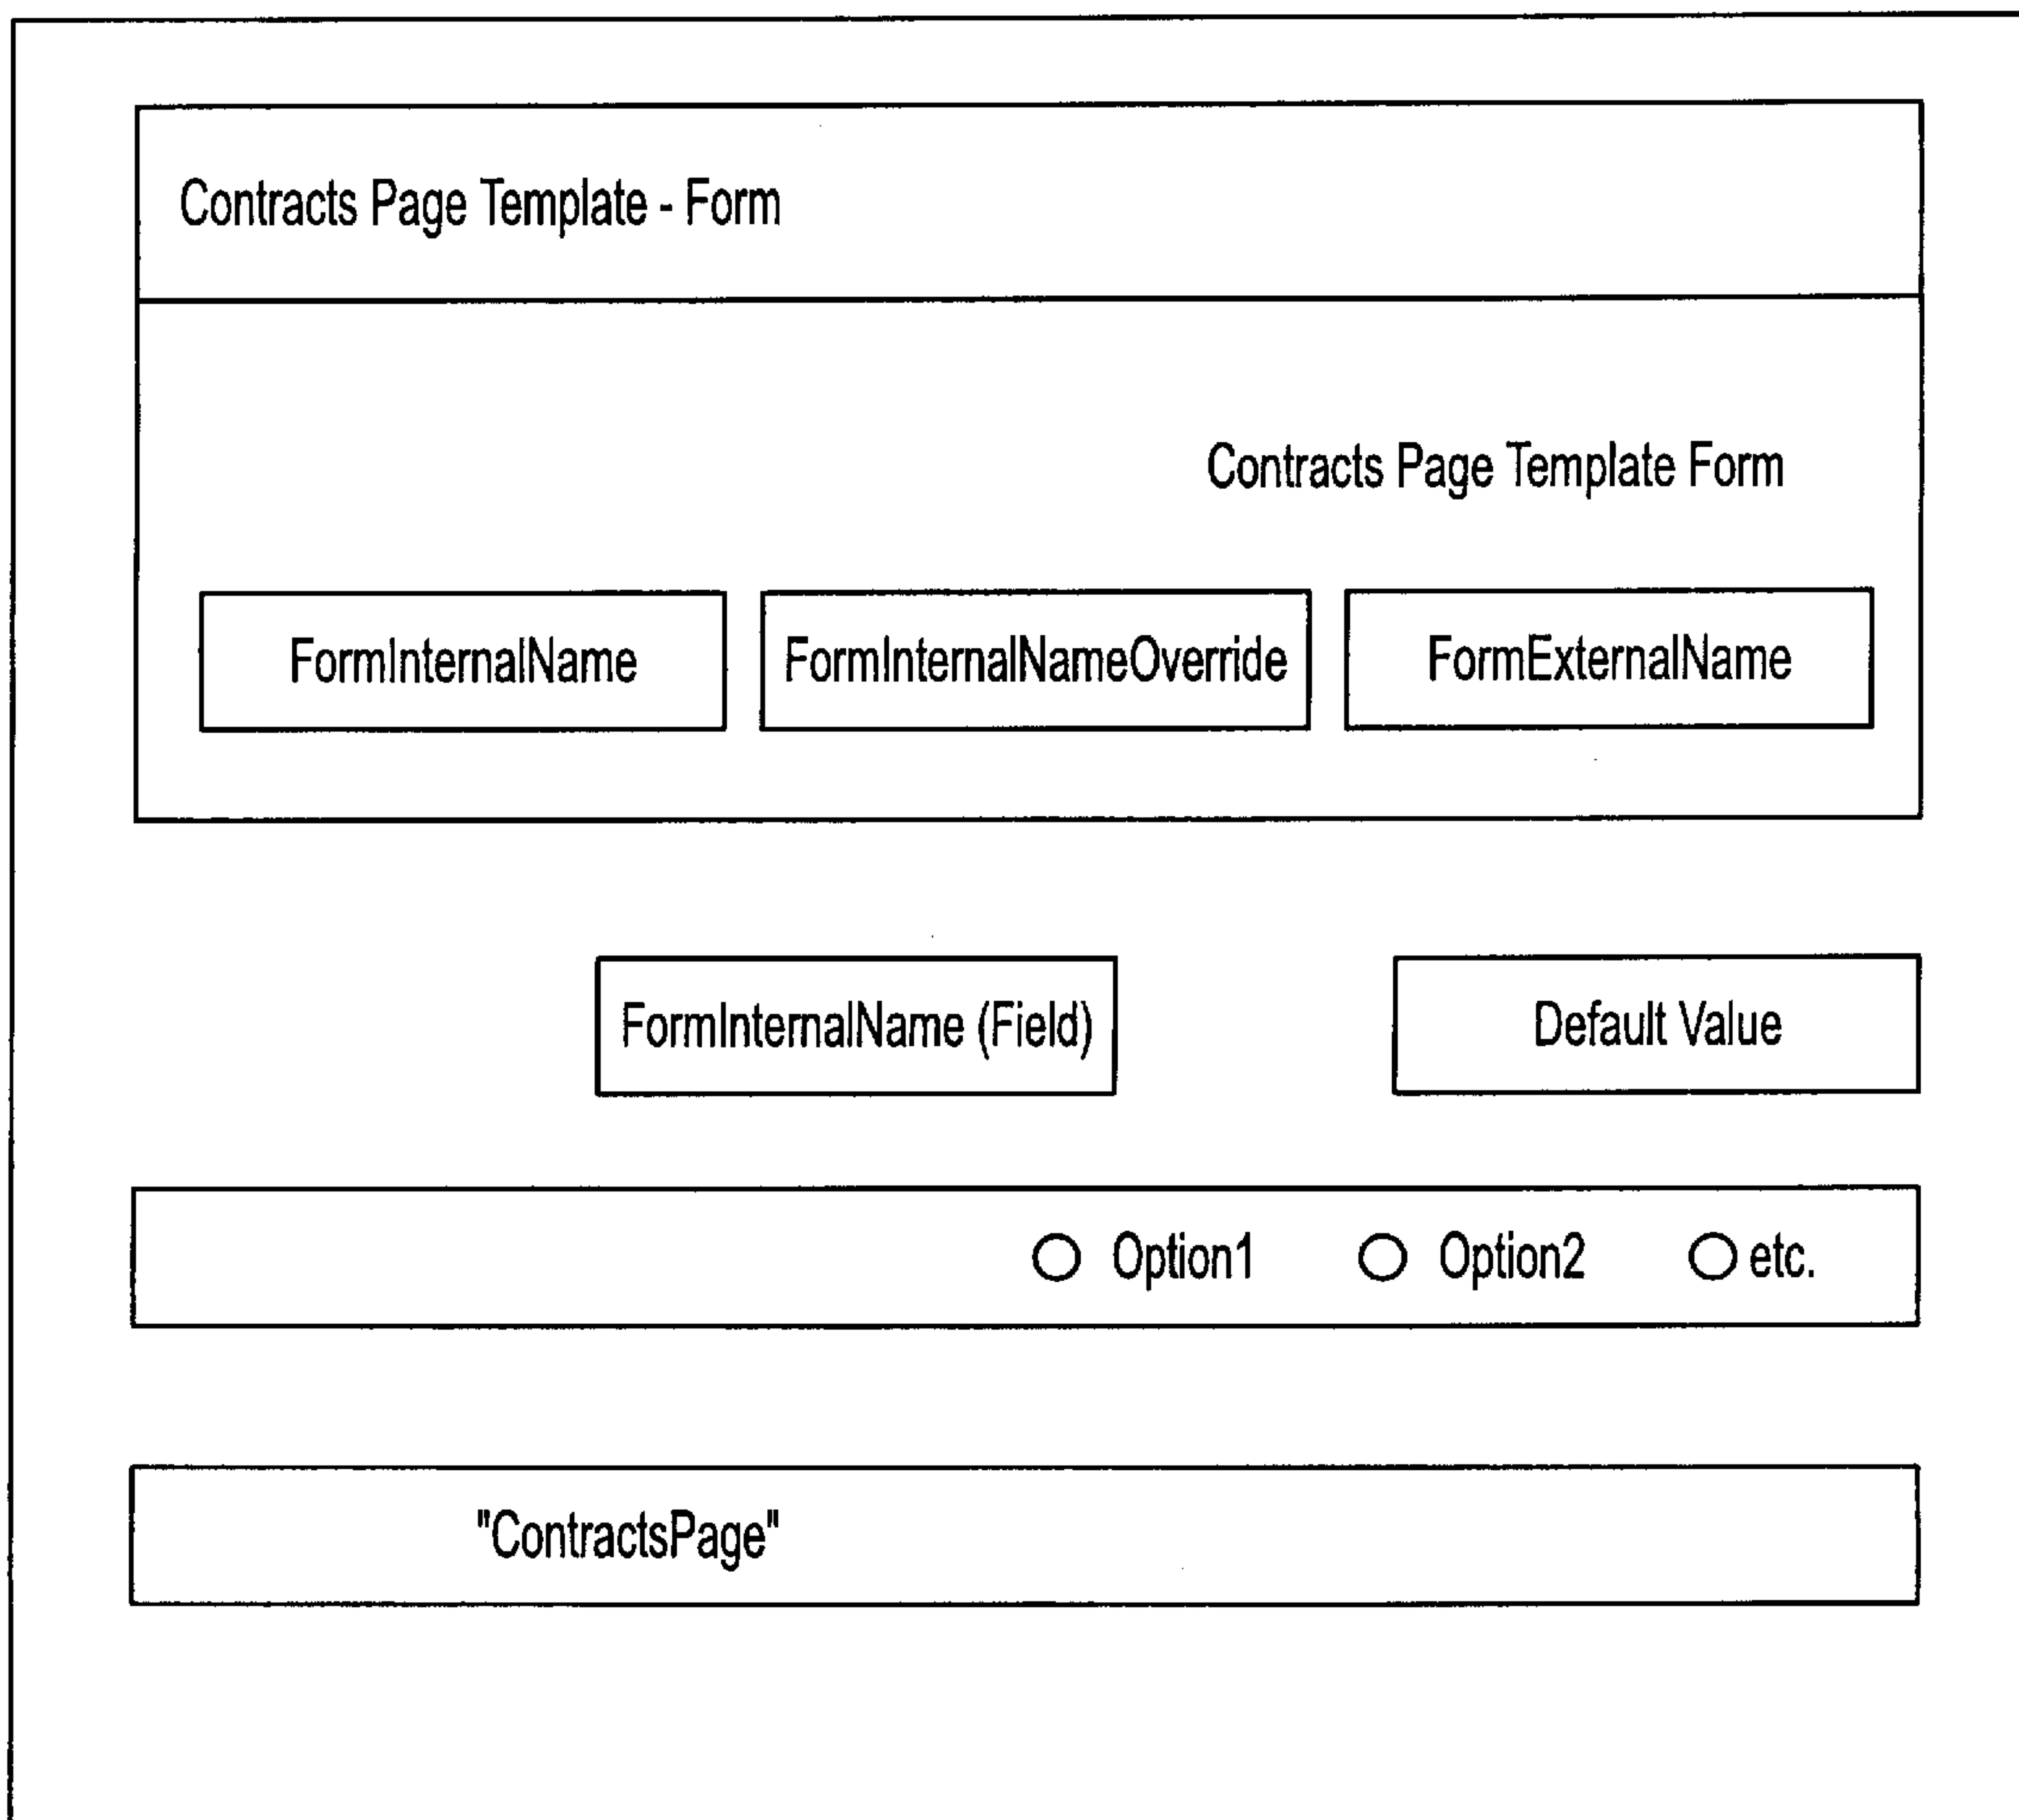 Contracts Page Template - Form
Contracts Page Template Form
FormInternalName FormInternalNameOverride FormExternalName
FormInternalName (Field) Default Value
Option1 Option2 etc.
"ContractsPage"